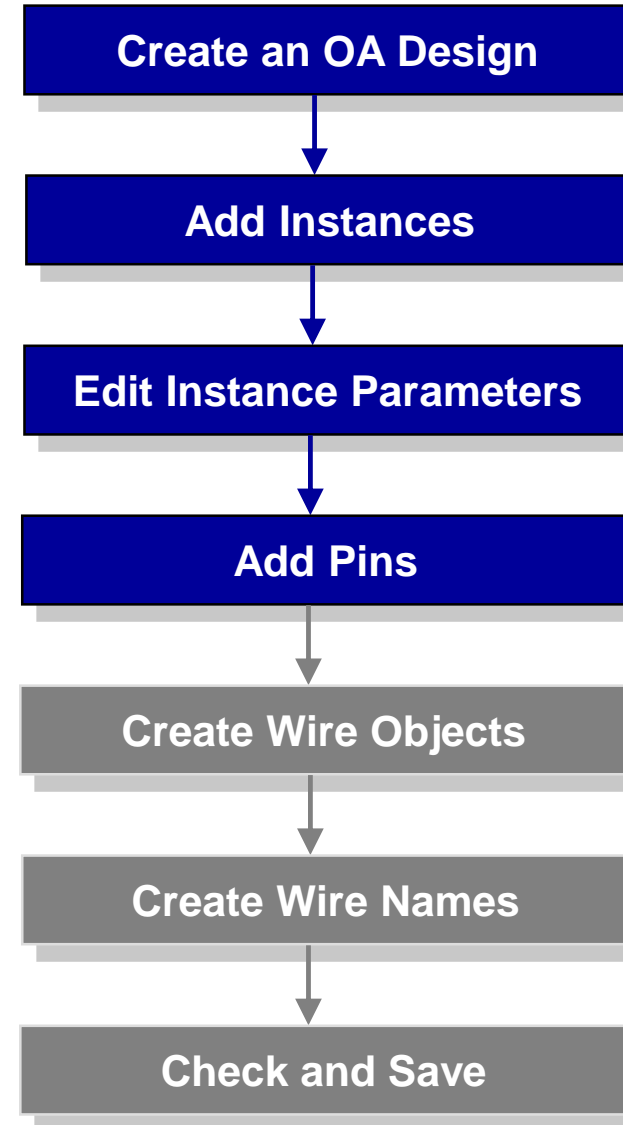 Create an OA Design
Add Instances
Edit Instance Parameters
Add Pins
Create Wire Objects
Create Wire Names
Check and Save